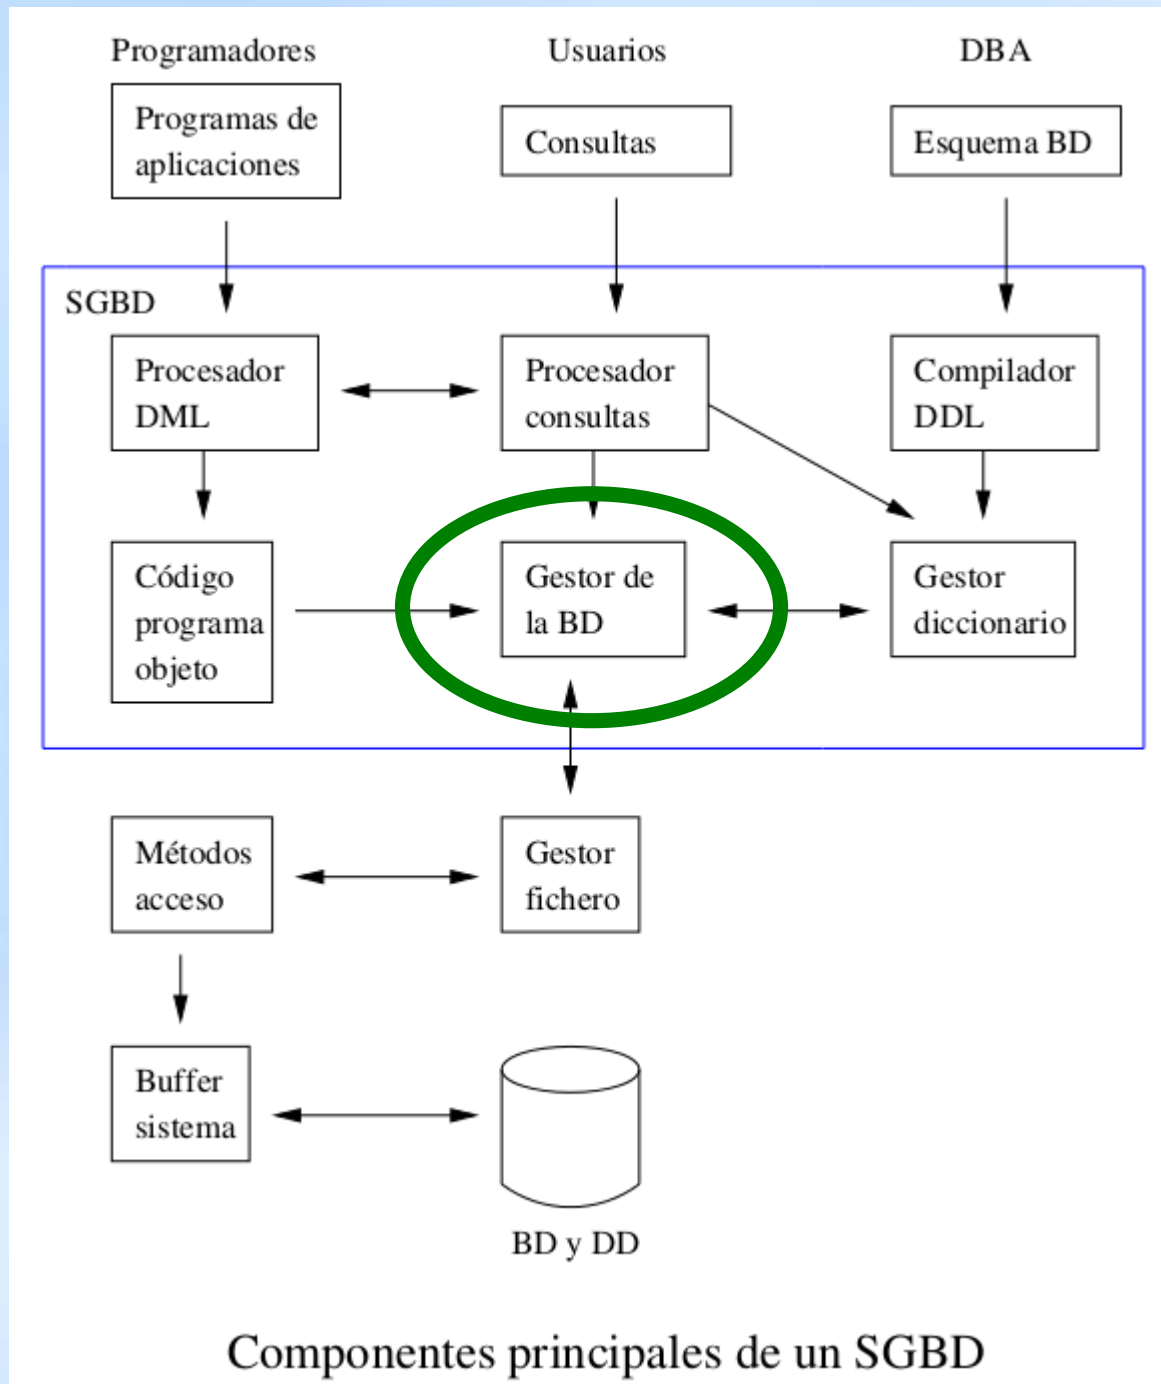 Programadores
Usuarios
DBA
Programas de
aplicaciones
Consultas
Esquema BD
SGBD
Procesador
DML
Procesador
consultas
Compilador
DDL
Código
programa
objeto
Gestor de
la BD
Gestor
diccionario
Métodos
acceso
Gestor
fichero
Buffer
sistema
BD y DD
Componentes principales de un SGBD